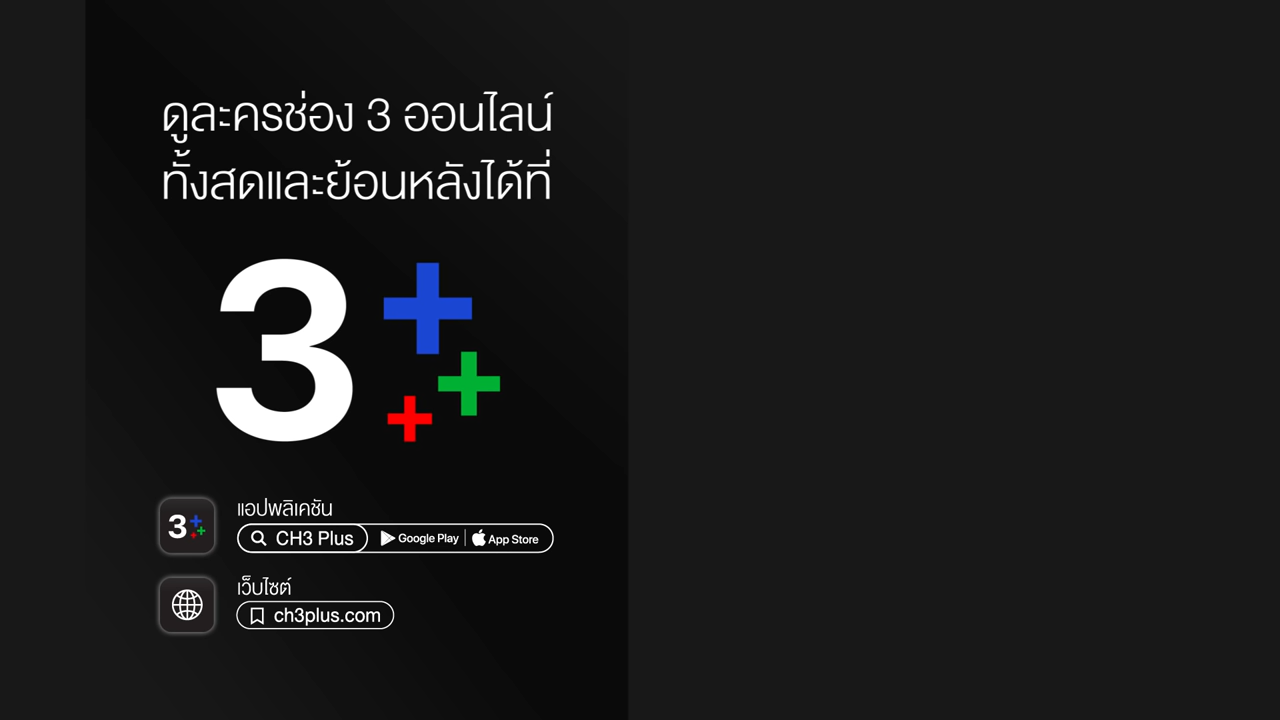 ดูละครช่อง 3 ออนไลน์
ทั้งสดและย้อนหลังได้ที่
3+++
3+++
แอปพลิเคชัน
CH3 Plus Google Play | App Store
เว็บไซต์
ch3plus.com